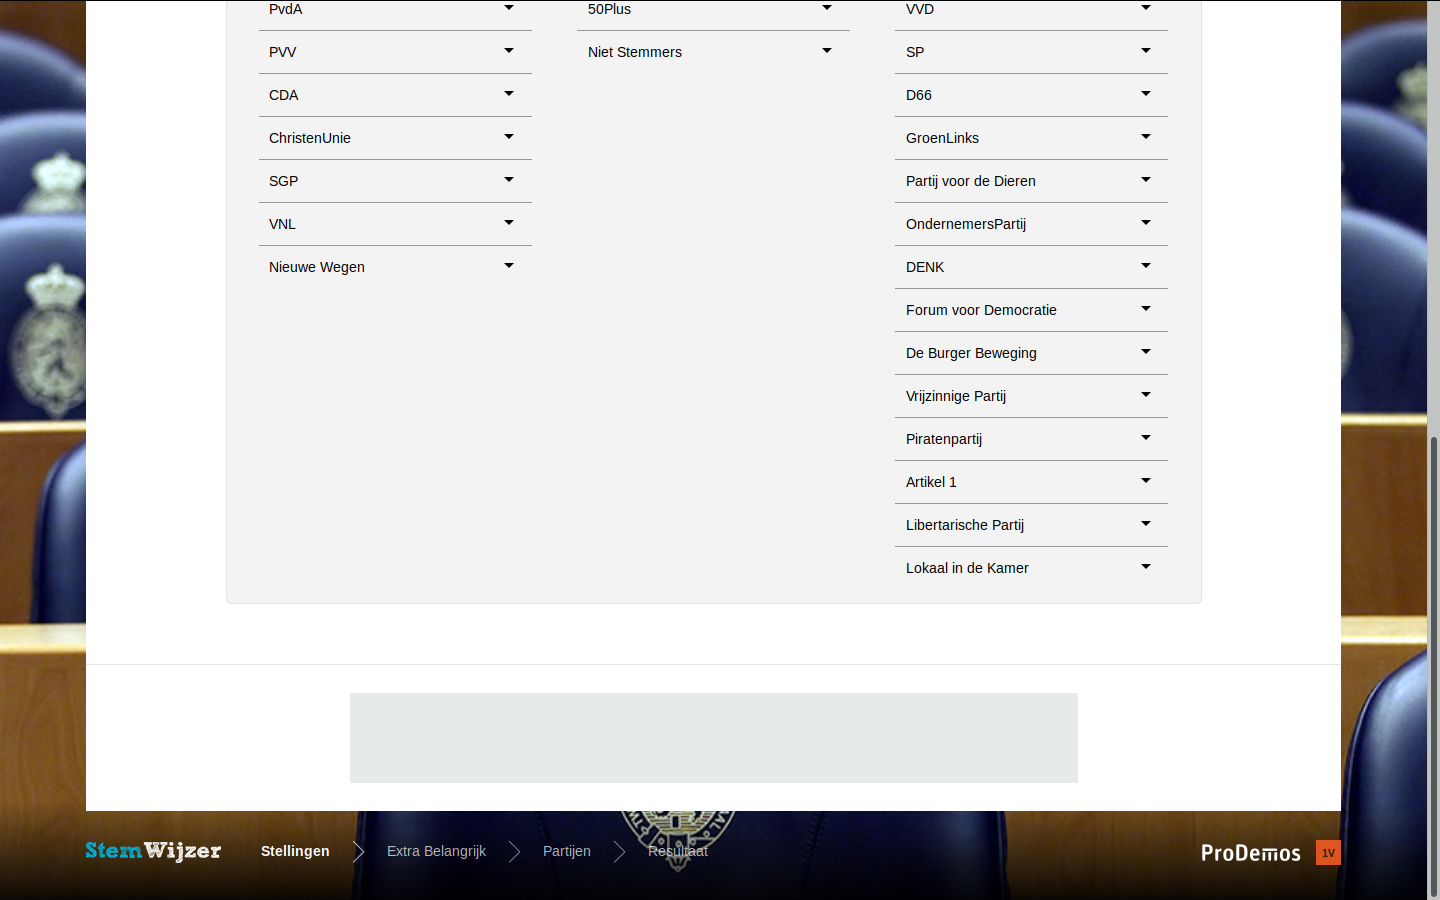 PvdA
PVV
CDA
ChristenUnie
SGP
VNL
Nieuwe Wegen
50Plus
Niet Stemmers
VVD
SP
D66
GroenLinks
Partij voor de Dieren
OndernemersPartij
DENK
Forum voor Democratie
De Burger Beweging
Vrijzinnige Partij
Piratenpartij
Artikel 1
Libertarische Partij
Lokaal in de Kamer
StemWijzer Stellingen Extra Belangrijk Partijen Resultaat ProDemos 1V